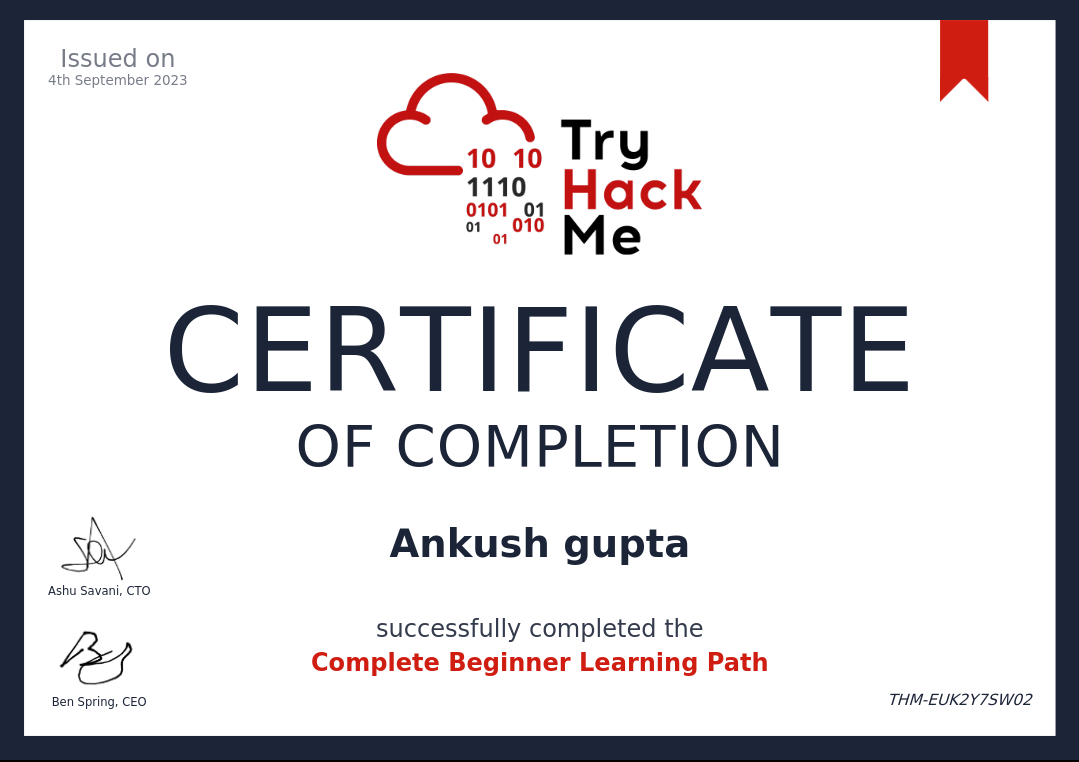 Issued on
4th September 2023
10 10
1110
0101 01
01 010
01
Try
Hack
Me
CERTIFICATE
OF COMPLETION
Ankush gupta
Ashu Savani, CTO
successfully completed the
Complete Beginner Learning Path
Ben Spring, CEO
THM-EUK2Y7SW02